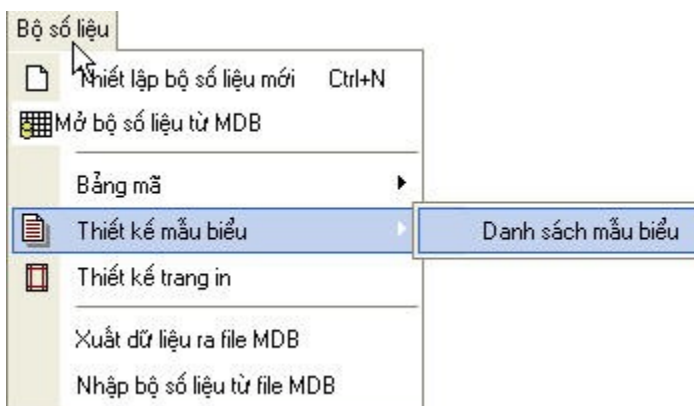 Bộ số liệu
Thiết lập bộ số liệu mới Ctrl+N
Mở bộ số liệu từ MDB
Bảng mã
Thiết kế mẫu biểu
Danh sách mẫu biểu
Thiết kế trang in
Xuất dữ liệu ra file MDB
Nhập bộ số liệu từ file MDB